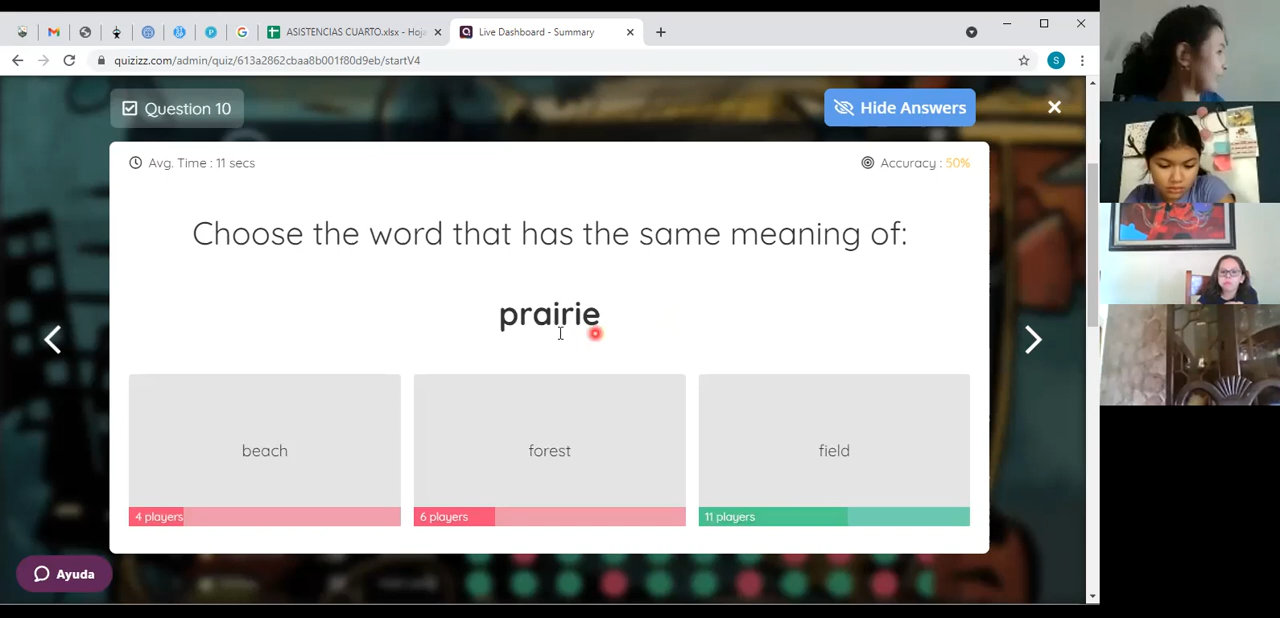 ASISTENCIAS CUARTO.xlsx - Hoja
Live Dashboard - Summary
quizizz.com/admin/quiz/613a2862cbaa8b001f80d9eb/startV4
S
Question 10
Hide Answers
Avg. Time : 11 secs
Accuracy : 50%
Choose the word that has the same meaning of:
prairie
beach
forest
field
4 players
6 players
11 players
Ayuda